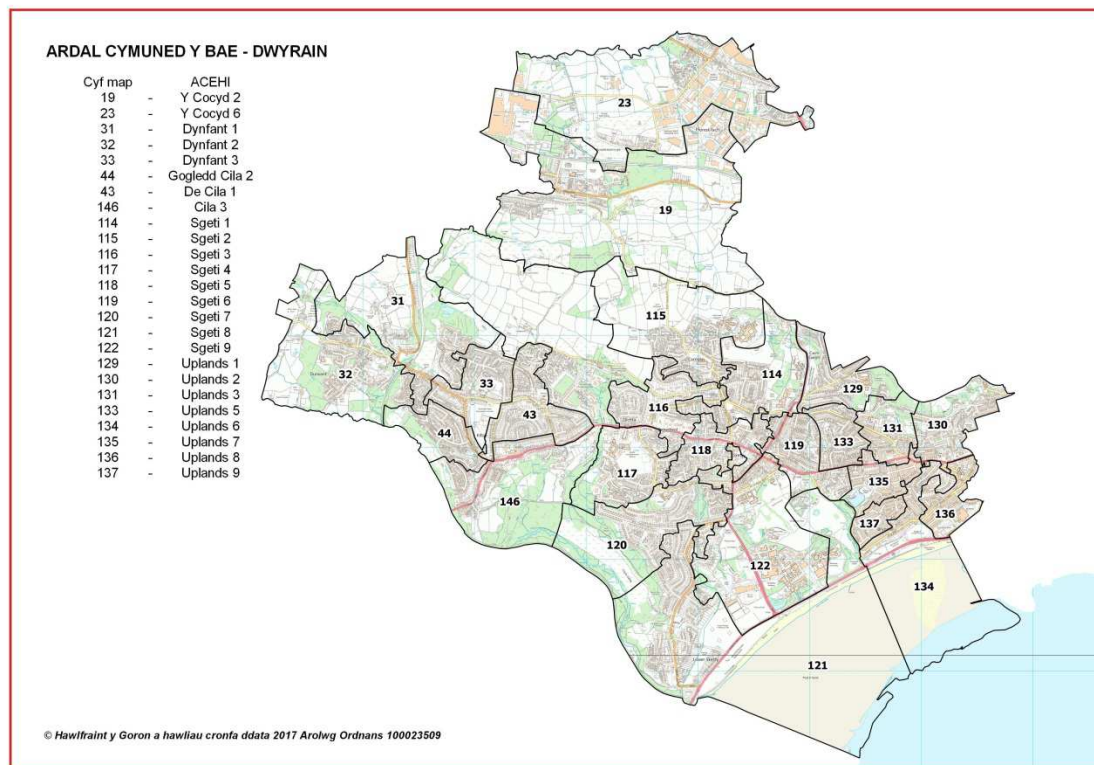 ARDAL CYMUNED Y BAE - DWYRAIN
Cyf map ACEHI
19 - Y Cocyd 2
23 - Y Cocyd 6
31 - Dynfant 1
32 - Dynfant 2
33 - Dynfant 3
44 - Gogledd Cila 2
43 - De Cila 1
146 - Cila 3
114 - Sgeti 1
115 - Sgeti 2
116 - Sgeti 3
117 - Sgeti 4
118 - Sgeti 5
119 - Sgeti 6
120 - Sgeti 7
121 - Sgeti 8
122 - Sgeti 9
129 - Uplands 1
130 - Uplands 2
131 - Uplands 3
133 - Uplands 5
134 - Uplands 6
135 - Uplands 7
136 - Uplands 8
137 - Uplands 9
23
19
31
115
32
33
43
44
114
129
116
131
130
133
119
118
117
135
146
136
137
120
122
134
121
© Hawlfraint y Goron a hawliau cronfa ddata 2017 Arolwg Ordnans 100023509